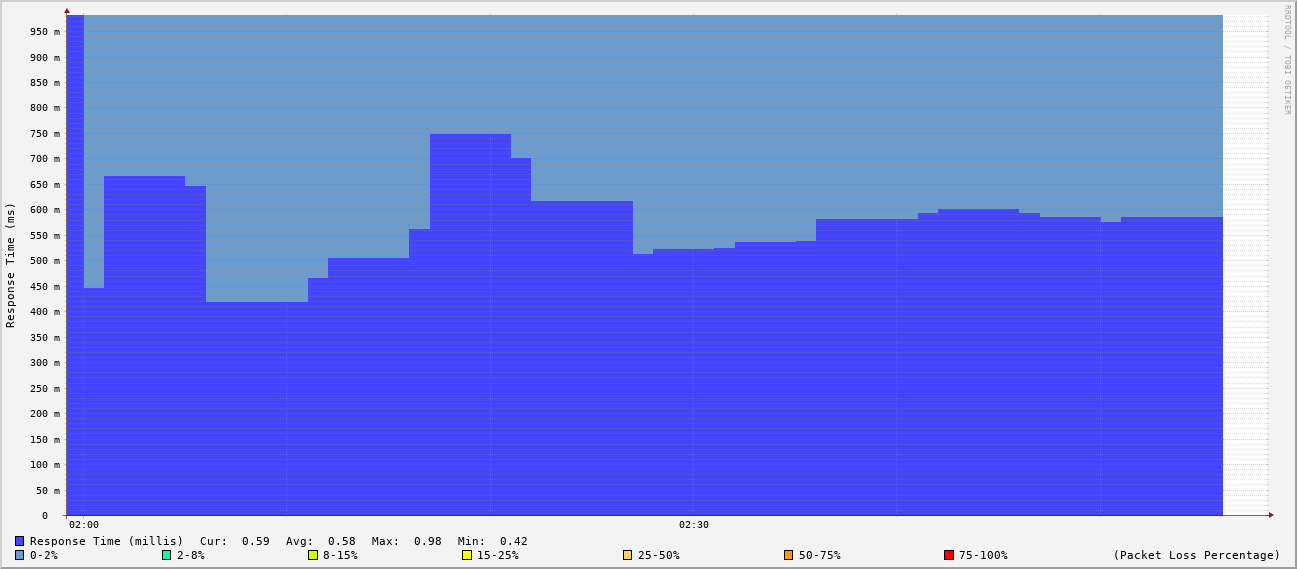 RRDTOOL / TOBI OETIKER
Response Time (ms)
950 m
900 m
850 m
800 m
750 m
700 m
650 m
600 m
550 m
500 m
450 m
400 m
350 m
300 m
250 m
200 m
150 m
100 m
50 m
0
02:00 02:30
Response Time (millis) Cur: 0.59 Avg: 0.58 Max: 0.98 Min: 0.42
0-2% 2-8% 8-15% 15-25% 25-50% 50-75% 75-100% (Packet Loss Percentage)